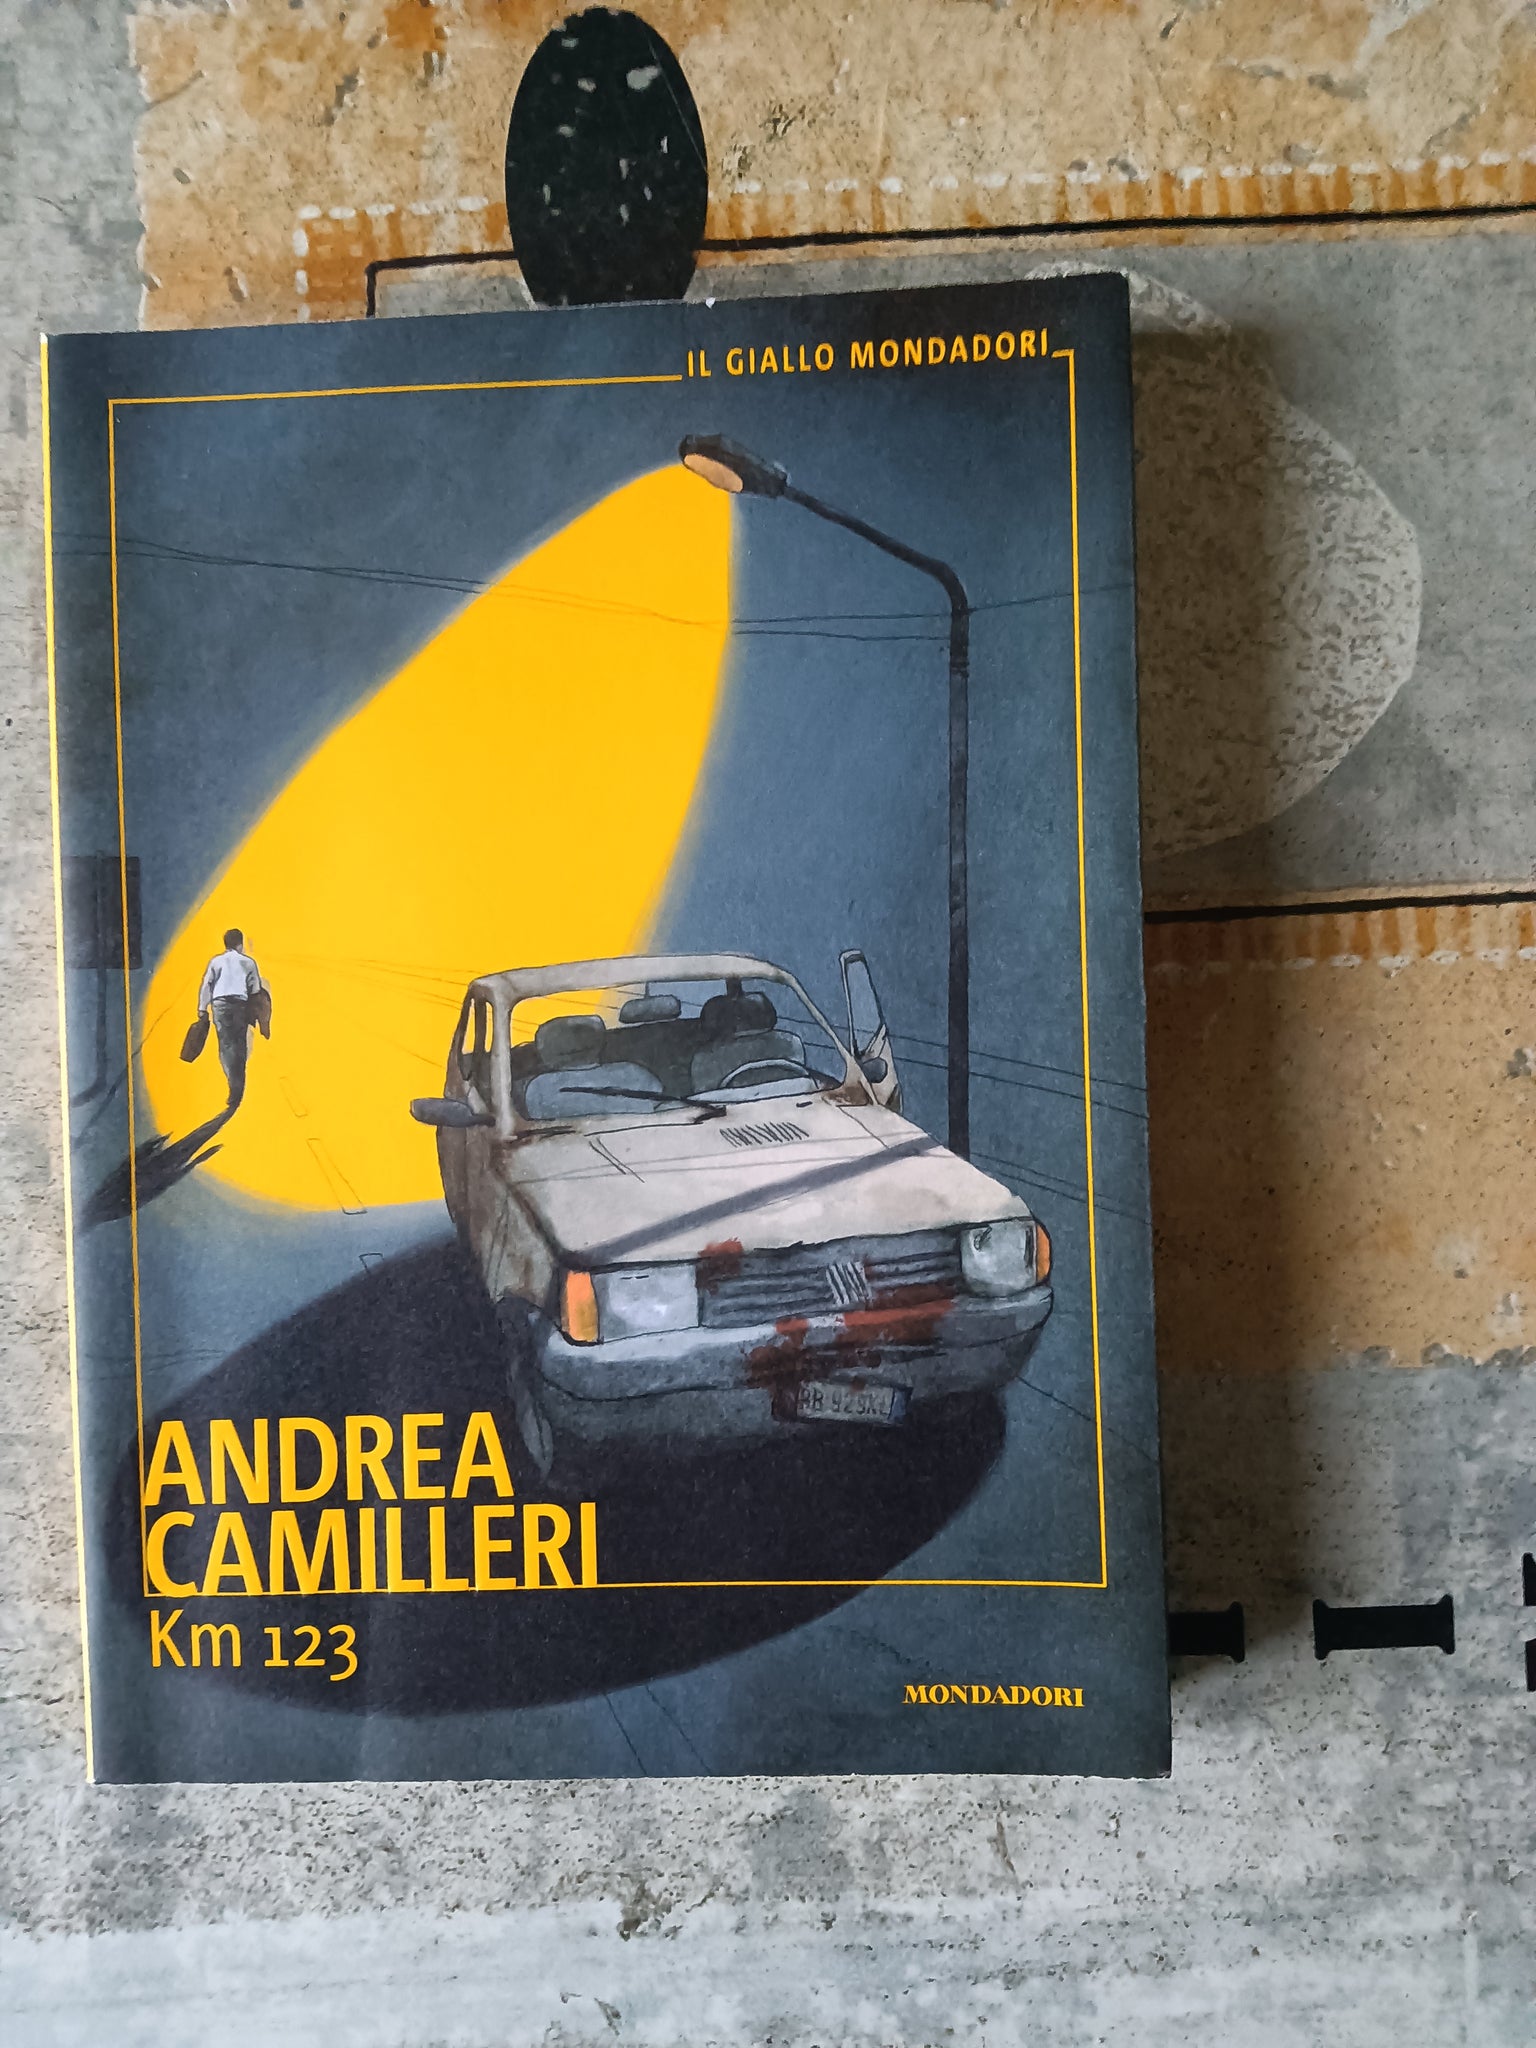 IL GIALLO MONDADORI
ANDREA
CAMILLERI
Km 123
MONDADORI